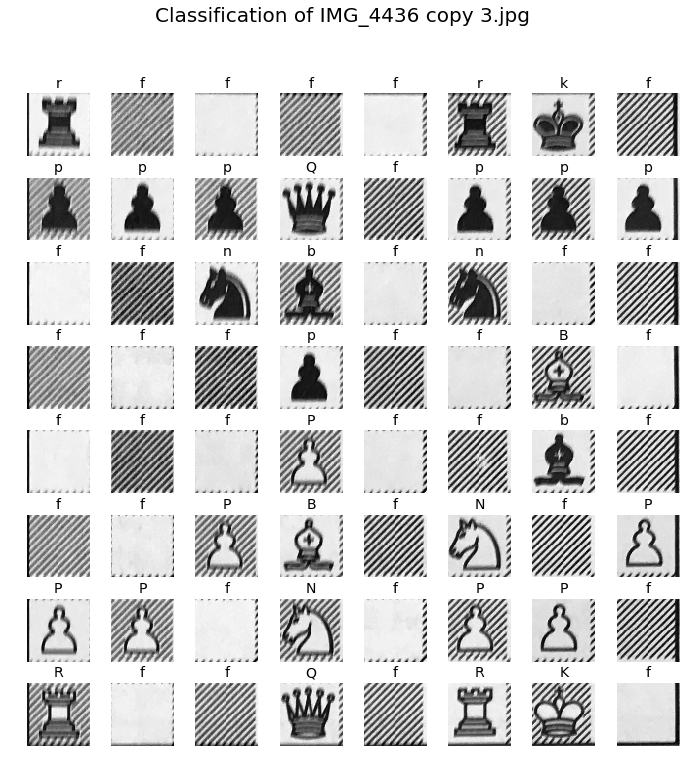 Classification of IMG_4436 copy 3.jpg
r f f f f r k f
p p p Q f p p p
f f n b f n f f
f f f p f f B f
f f f P f f b f
f f P B f N f P
P P f N f P P f
R f f Q f R K f